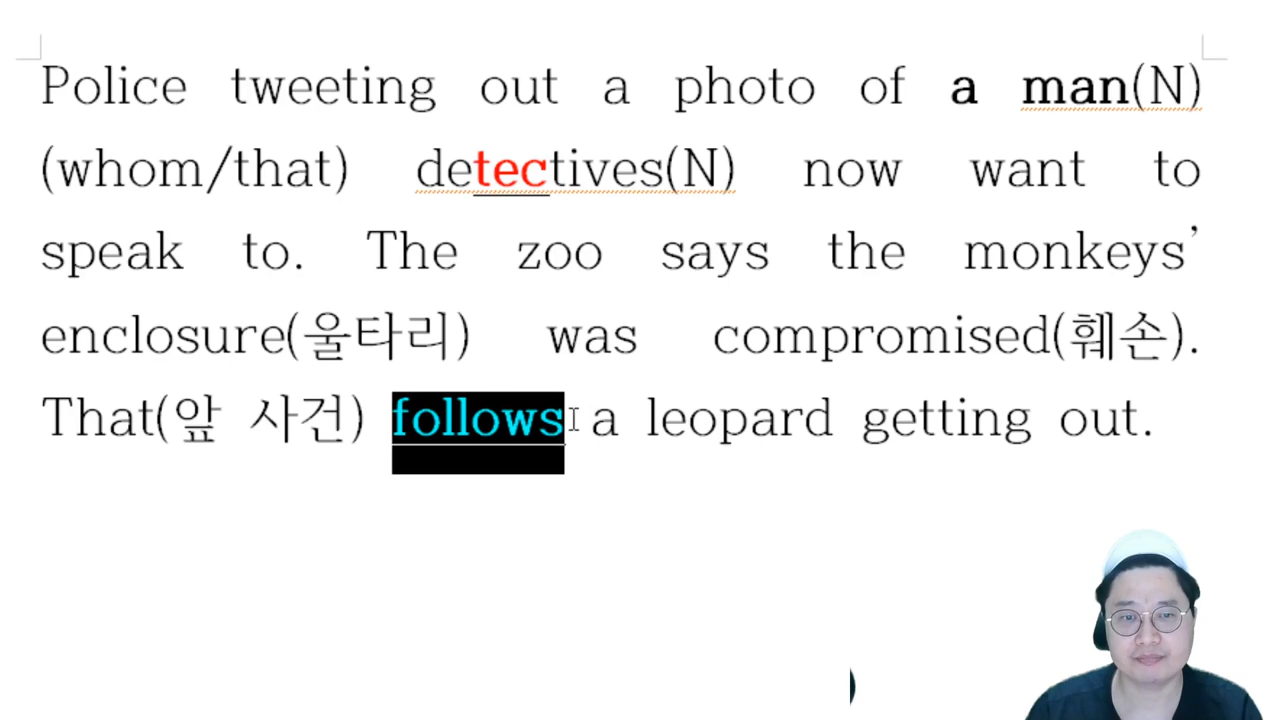 Police tweeting out a photo of a man(N)
(whom/that) detectives(N) now want to
speak to. The zoo says the monkeys’
enclosure(울타리) was compromised(훼손).
That(앞 사건) follows a leopard getting out.